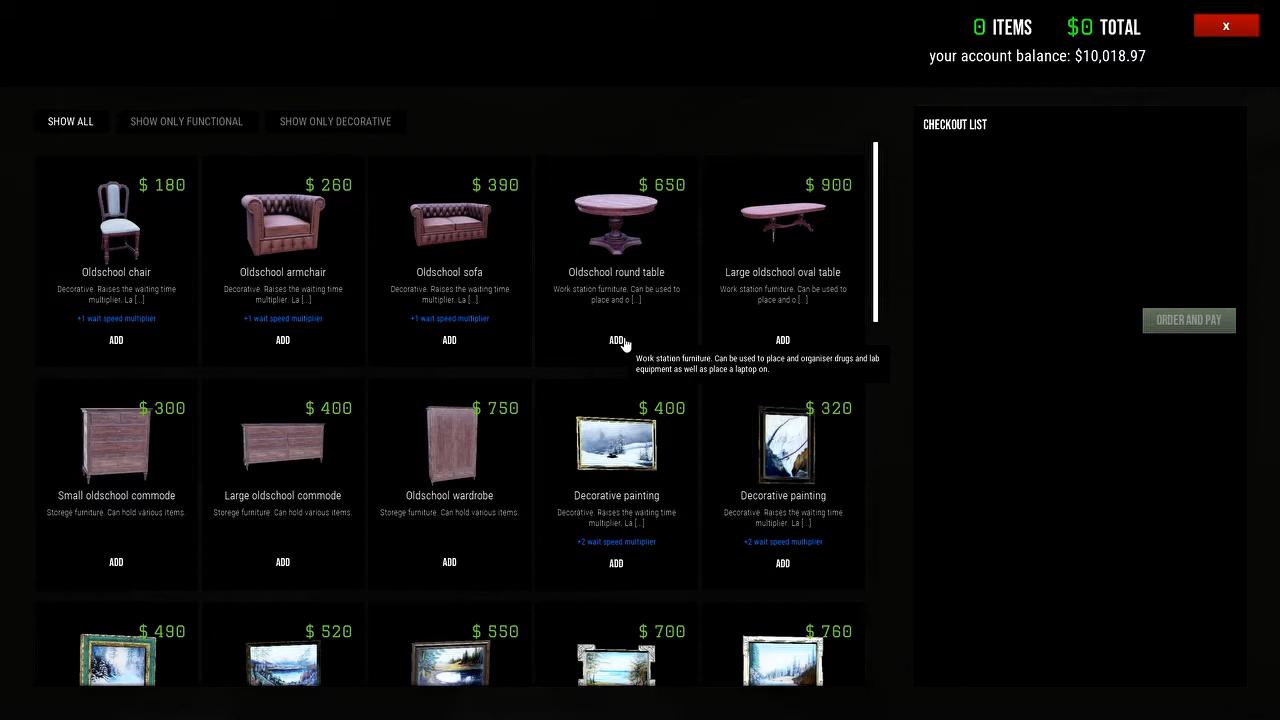 0 ITEMS $0 TOTAL
x
your account balance: $10,018.97
SHOW ALL SHOW ONLY FUNCTIONAL SHOW ONLY DECORATIVE
CHECKOUT LIST
$ 180 $ 260 $ 390 $ 650 $ 900
Oldschool chair Oldschool armchair Oldschool sofa Oldschool round table Large oldschool oval table
Decorative. Raises the waiting time Decorative. Raises the waiting time Decorative. Raises the waiting time Work station furniture. Can be used to Work station furniture. Can be used to
multiplier. La [...] multiplier. La [...] multiplier. La [...] place and o [...] place and o [...]
+1 wait speed multiplier +1 wait speed multiplier +1 wait speed multiplier
ORDER AND PAY
ADD ADD ADD ADD ADD
Work station furniture. Can be used to place and organiser drugs and lab
equipment as well as place a laptop on.
$ 300 $ 400 $ 750 $ 400 $ 320
Small oldschool commode Large oldschool commode Oldschool wardrobe Decorative painting Decorative painting
Storege furniture. Can hold various items. Storege furniture. Can hold various items. Storege furniture. Can hold various items. Decorative. Raises the waiting time Decorative. Raises the waiting time
multiplier. La [...] multiplier. La [...]
+2 wait speed multiplier +2 wait speed multiplier
ADD ADD ADD ADD ADD
$ 490 $ 520 $ 550 $ 700 $ 760